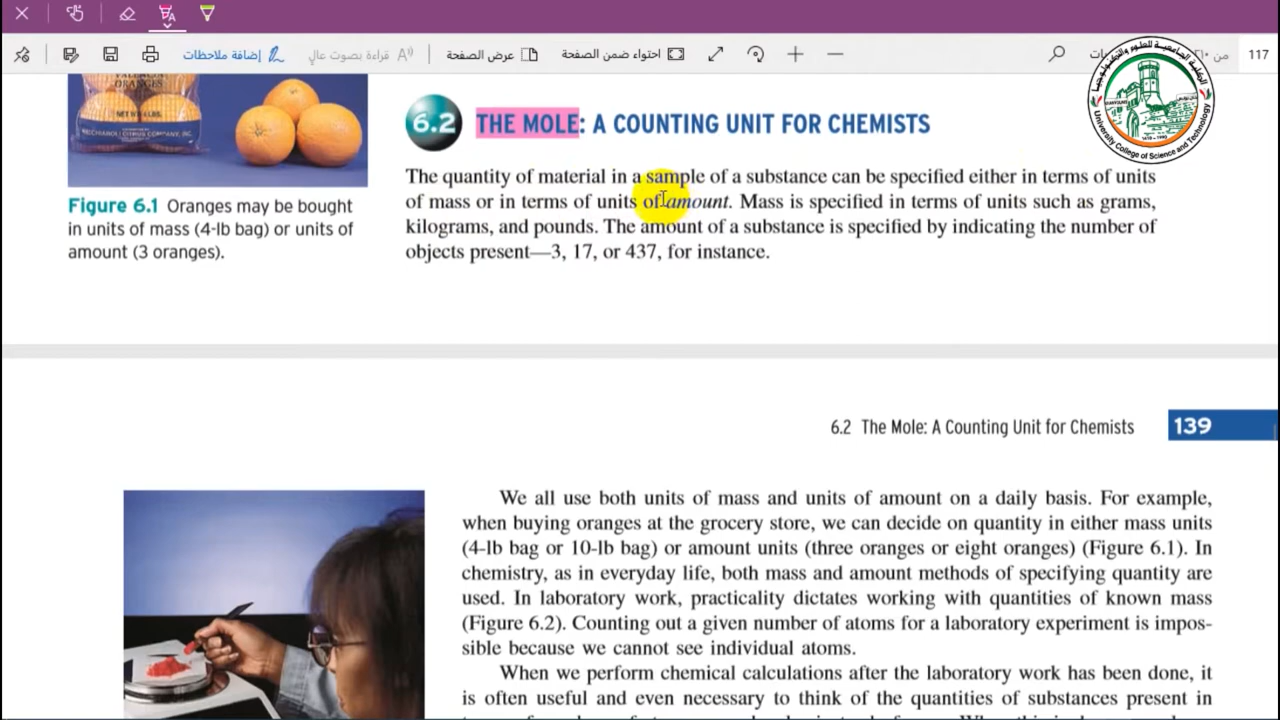 إضافة ملاحظات
قراءة بصوت عالٍ
عرض الصفحة
احتواء ضمن الصفحة
من
117
VALENCIA
ORANGES
6.2 THE MOLE: A COUNTING UNIT FOR CHEMISTS
The quantity of material in a sample of a substance can be specified either in terms of units
of mass or in terms of units of amount. Mass is specified in terms of units such as grams,
kilograms, and pounds. The amount of a substance is specified by indicating the number of
objects present—3, 17, or 437, for instance.
Figure 6.1 Oranges may be bought
in units of mass (4-lb bag) or units of
amount (3 oranges).
University College of Science and Technology
6.2 The Mole: A Counting Unit for Chemists 139
We all use both units of mass and units of amount on a daily basis. For example,
when buying oranges at the grocery store, we can decide on quantity in either mass units
(4-lb bag or 10-lb bag) or amount units (three oranges or eight oranges) (Figure 6.1). In
chemistry, as in everyday life, both mass and amount methods of specifying quantity are
used. In laboratory work, practicality dictates working with quantities of known mass
(Figure 6.2). Counting out a given number of atoms for a laboratory experiment is impos-
sible because we cannot see individual atoms.
When we perform chemical calculations after the laboratory work has been done, it
is often useful and even necessary to think of the quantities of substances present in